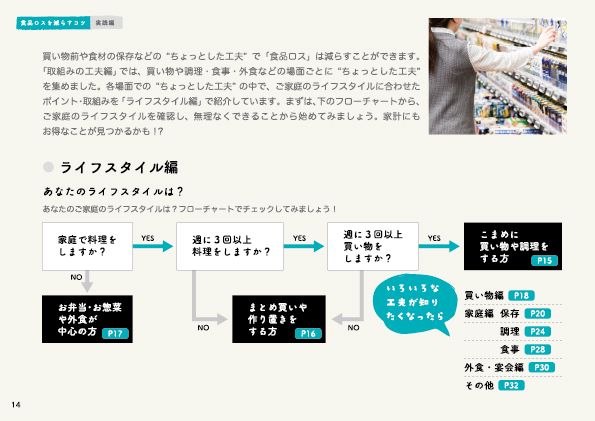 食品ロスを減らすコツ 実践編
買い物前や食材の保存などの“ちょっとした工夫”で「食品ロス」は減らすことができます。
「取組みの工夫編」では、買い物や調理・食事・外食などの場面ごとに“ちょっとした工夫”
を集めました。各場面での“ちょっとした工夫”の中で、ご家庭のライフスタイルに合わせた
ポイント・取組みを「ライフスタイル編」で紹介しています。まずは、下のフローチャートから、
ご家庭のライフスタイルを確認し、無理なくできることから始めてみましょう。家計にも
お得なことが見つかるかも!?
ライフスタイル編
あなたのライフスタイルは?
あなたのご家庭のライフスタイルは?フローチャートでチェックしてみましょう!
家庭で料理を
しますか?
YES
週に3回以上
料理をしますか?
YES
週に3回以上
買い物を
しますか?
YES
こまめに
買い物や調理を
する方 P15
NO
お弁当・お惣菜
や外食が
中心の方 P17
NO
まとめ買いや
作り置きを
する方 P16
NO
いろいろな
工夫が知り
たくなったら
買い物編 P18
家庭編 保存 P20
調理 P24
食事 P28
外食・宴会編 P30
その他 P32
14